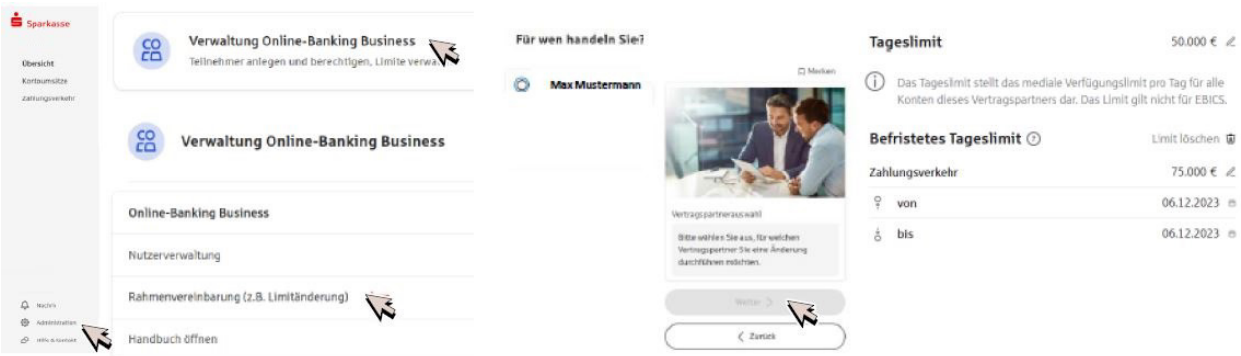 Sparkasse
Übersicht
Kontoumsätze
Zahlungsverkehr
Administration
Hilfe & Kontakt
Verwaltung Online-Banking Business
Teilnehmer anlegen und berechtigen, Limite verwa
Verwaltung Online-Banking Business
Online-Banking Business
Nutzerverwaltung
Rahmenvereinbarung (z.B. Limitänderung)
Handbuch öffnen
Für wen handeln Sie?
Max Mustermann
Merken
Vertragspartnerauswahl
Bitte wählen Sie aus, für welchen
Vertragspartner Sie eine Änderung
durchführen möchten.
Weiter
Zurück
Tageslimit 50.000 €
Das Tageslimit stellt das mediale Verfügungslimit pro Tag für alle
Konten dieses Vertragspartners dar. Das Limit gilt nicht für EBICS.
Befristetes Tageslimit Limit löschen
Zahlungsverkehr 75.000 €
von 06.12.2023
bis 06.12.2023